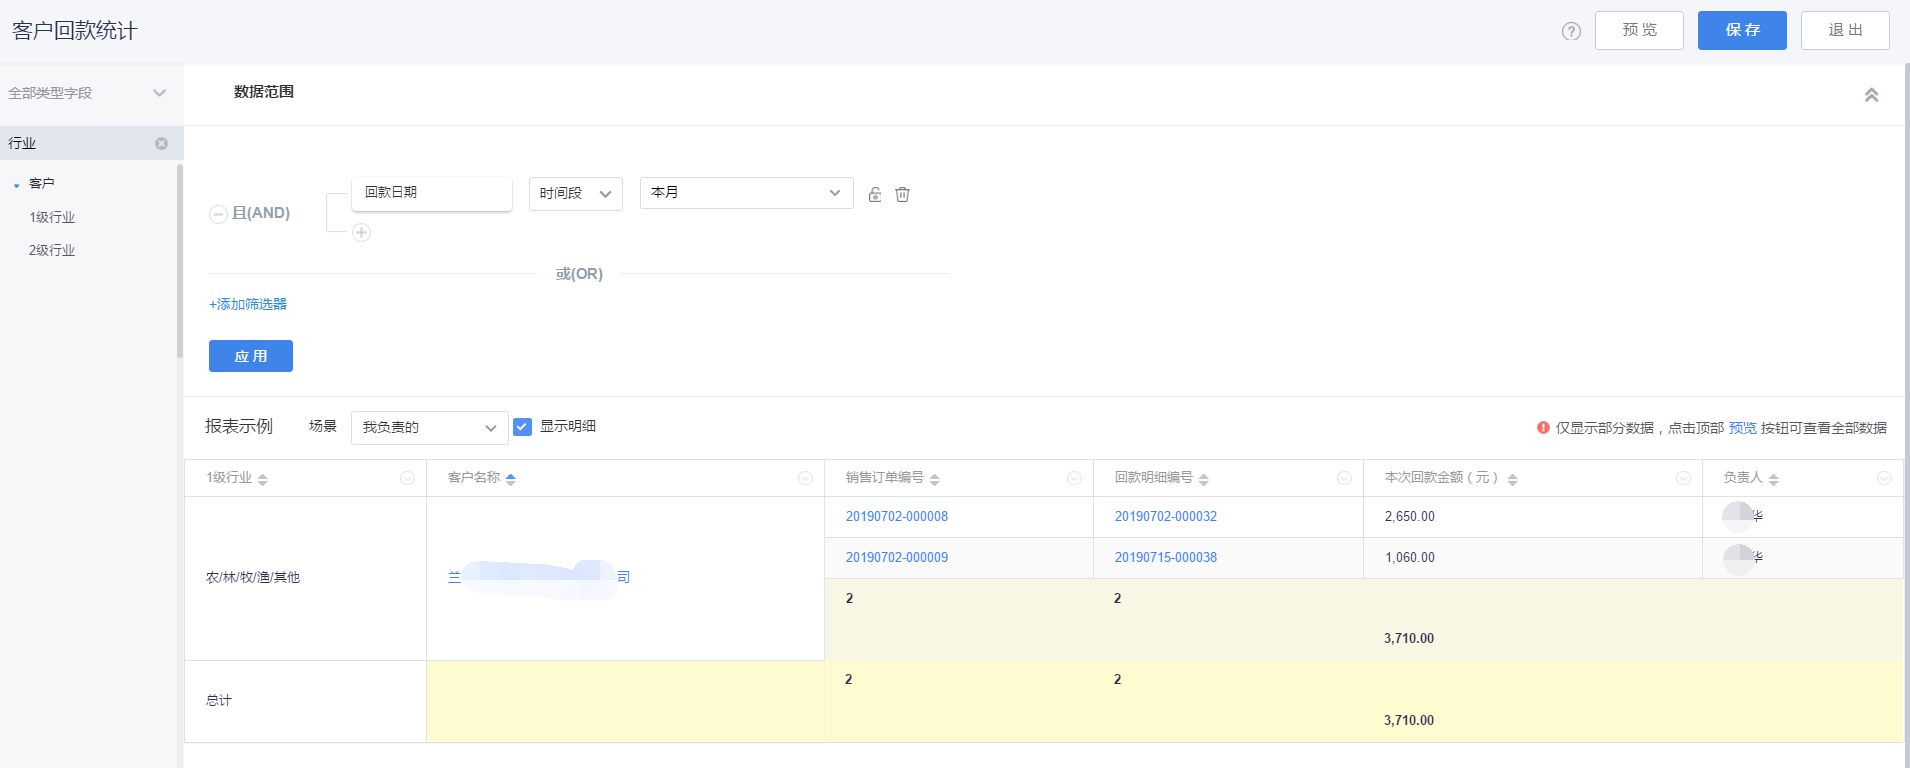 客户回款统计
? 预览 保存 退出
全部类型字段
行业
客户
1级行业
2级行业
数据范围
且(AND) 回款日期 时间段 本月
或(OR)
+添加筛选器
应用
报表示例 场景 我负责的 显示明细 仅显示部分数据，点击顶部 预览 按钮可查看全部数据
1级行业 客户名称 销售订单编号 回款明细编号 本次回款金额（元） 负责人
农/林/牧/渔/其他 兰 司
20190702-000008 20190702-000032 2,650.00 华
20190702-000009 20190715-000038 1,060.00 华
2 2
3,710.00
总计
2 2
3,710.00